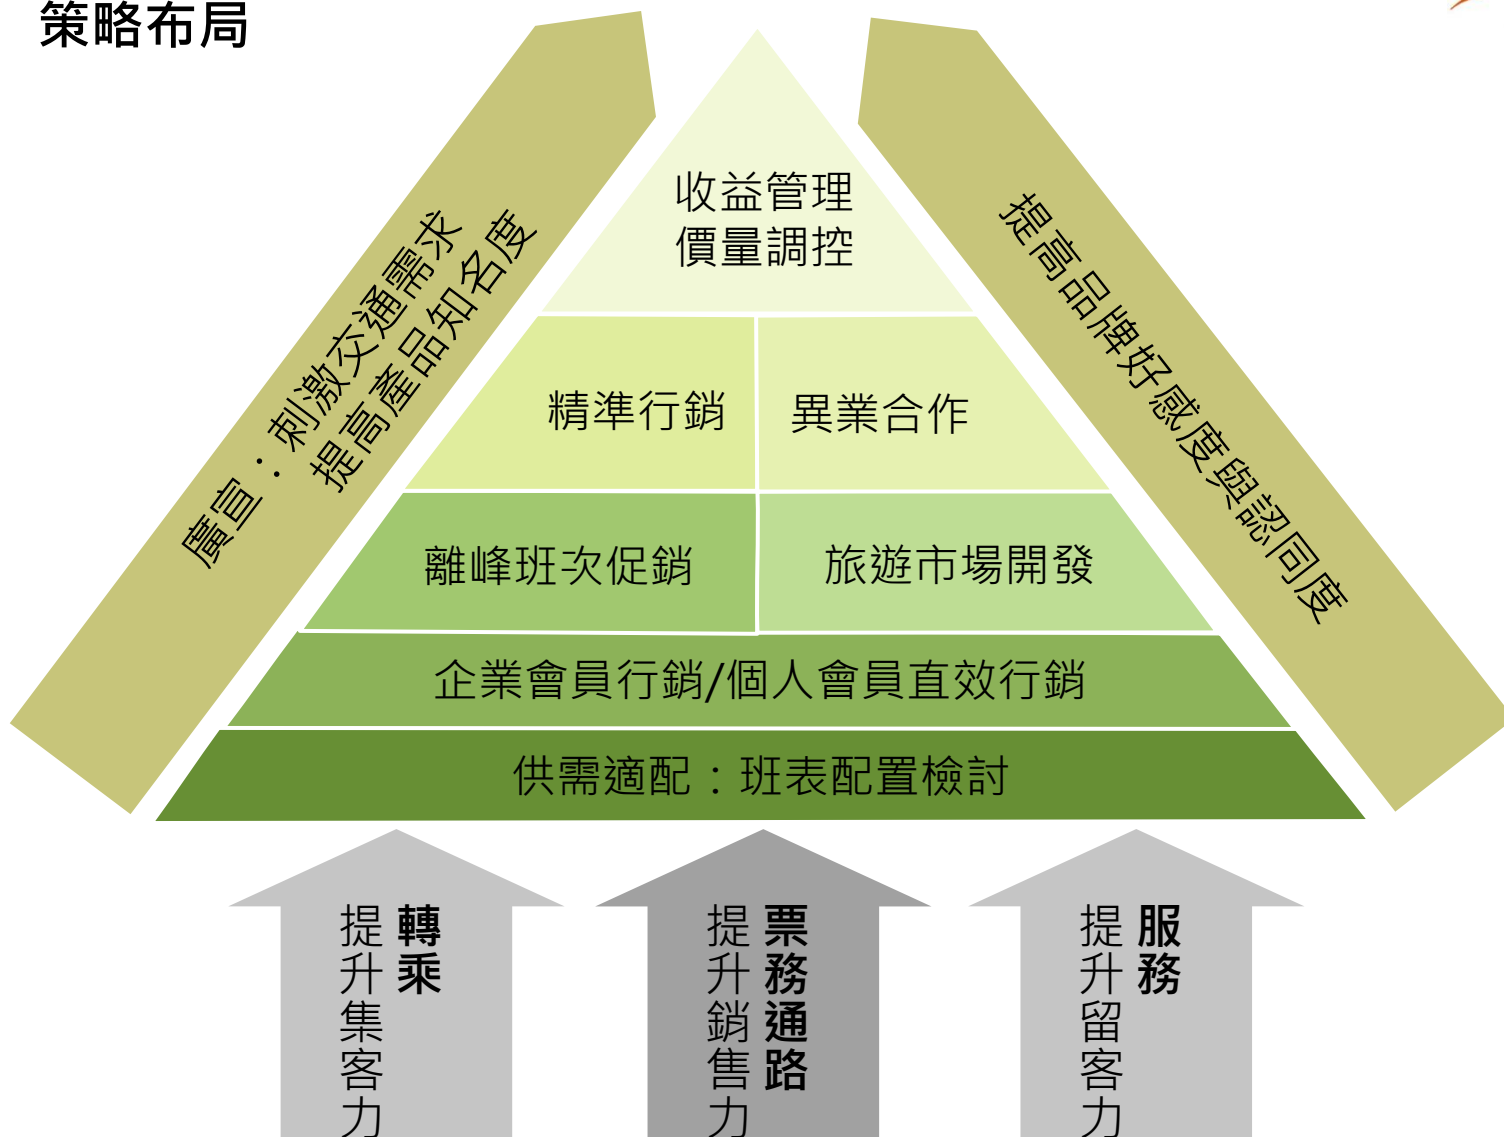 策略布局
廣宣：刺激交通需求
提高產品知名度
提高品牌好感度與認同度
收益管理
價量調控
精準行銷
異業合作
離峰班次促銷
旅遊市場開發
企業會員行銷/個人會員直效行銷
供需適配：班表配置檢討
轉乘
提升集客力
票務通路
提升銷售力
服務
提升留客力